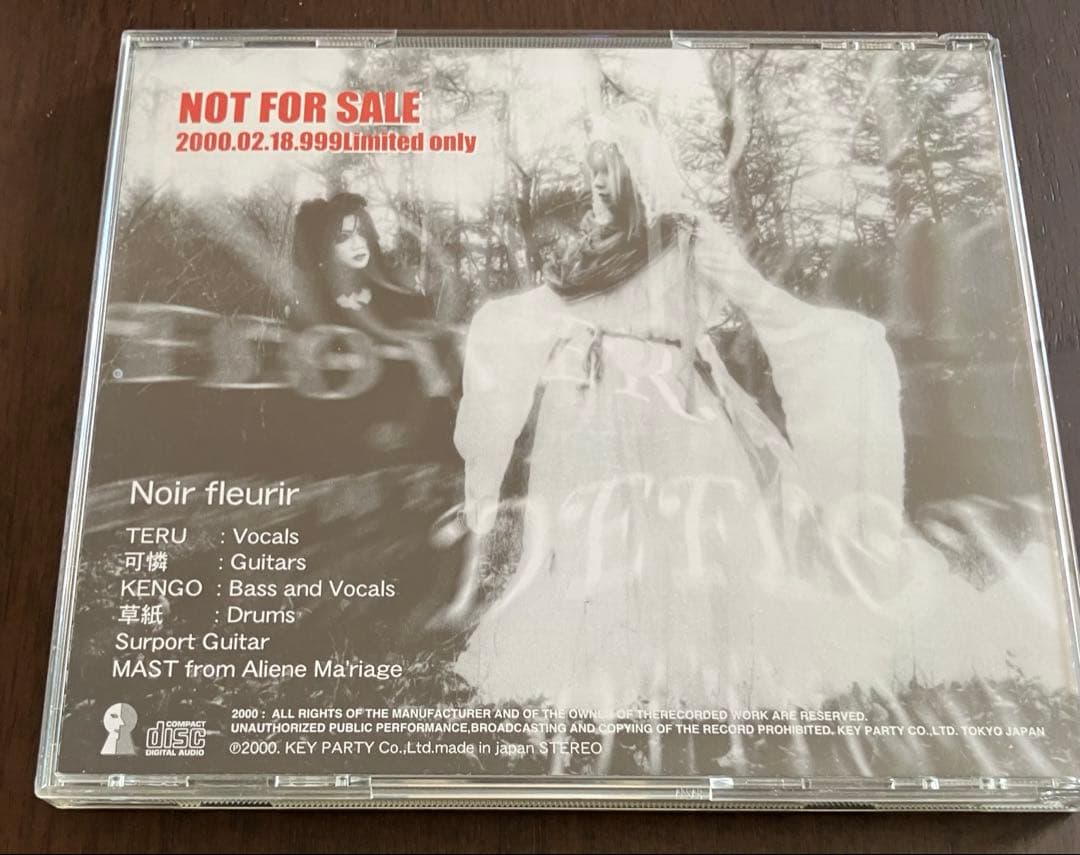 NOT FOR SALE
2000.02.18.999Limited only
Noir fleurir
TERU : Vocals
可憐 : Guitars
KENGO : Bass and Vocals
草紙 : Drums
Surport Guitar
MAST from Aliene Ma'riage
COMPACT
disc
DIGITAL AUDIO
2000 : ALL RIGHTS OF THE MANUFACTURER AND OF THE OWNER OF THERECORDED WORK ARE RESERVED.
UNAUTHORIZED PUBLIC PERFORMANCE,BROADCASTING AND COPYING OF THE RECORD PROHIBITED. KEY PARTY CO.,LTD. TOKYO JAPAN
℗2000. KEY PARTY Co.,Ltd.made in japan STEREO